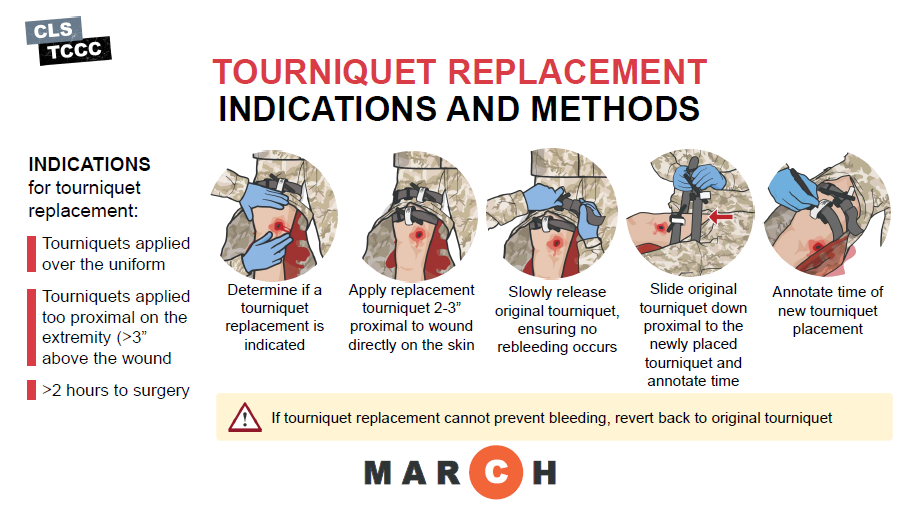 CLS
TCCC
TOURNIQUET REPLACEMENT
INDICATIONS AND METHODS
INDICATIONS
for tourniquet
replacement:
Tourniquets applied
over the uniform
Tourniquets applied
too proximal on the
extremity (>3”
above the wound
>2 hours to surgery
Determine if a
tourniquet
replacement is
indicated
Apply replacement
tourniquet 2-3”
proximal to wound
directly on the skin
Slowly release
original tourniquet,
ensuring no
rebleeding occurs
Slide original
tourniquet down
proximal to the
newly placed
tourniquet and
annotate time
Annotate time of
new tourniquet
placement
If tourniquet replacement cannot prevent bleeding, revert back to original tourniquet
MARCH